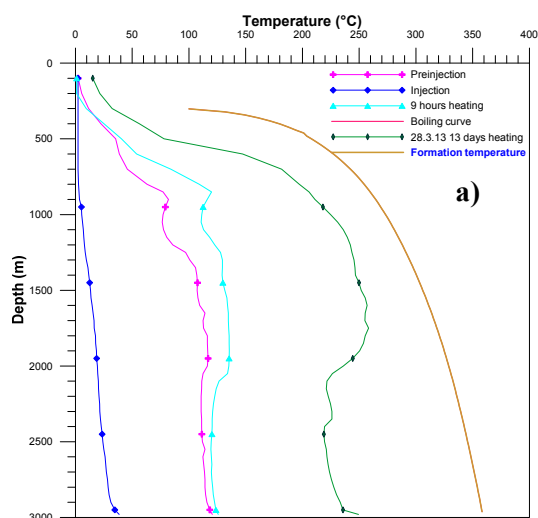 Temperature (°C)
0 50 100 150 200 250 300 350 400
0
500
1000
1500
2000
2500
3000
Depth (m)
Preinjection
Injection
9 hours heating
Boiling curve
28.3.13 13 days heating
Formation temperature
a)